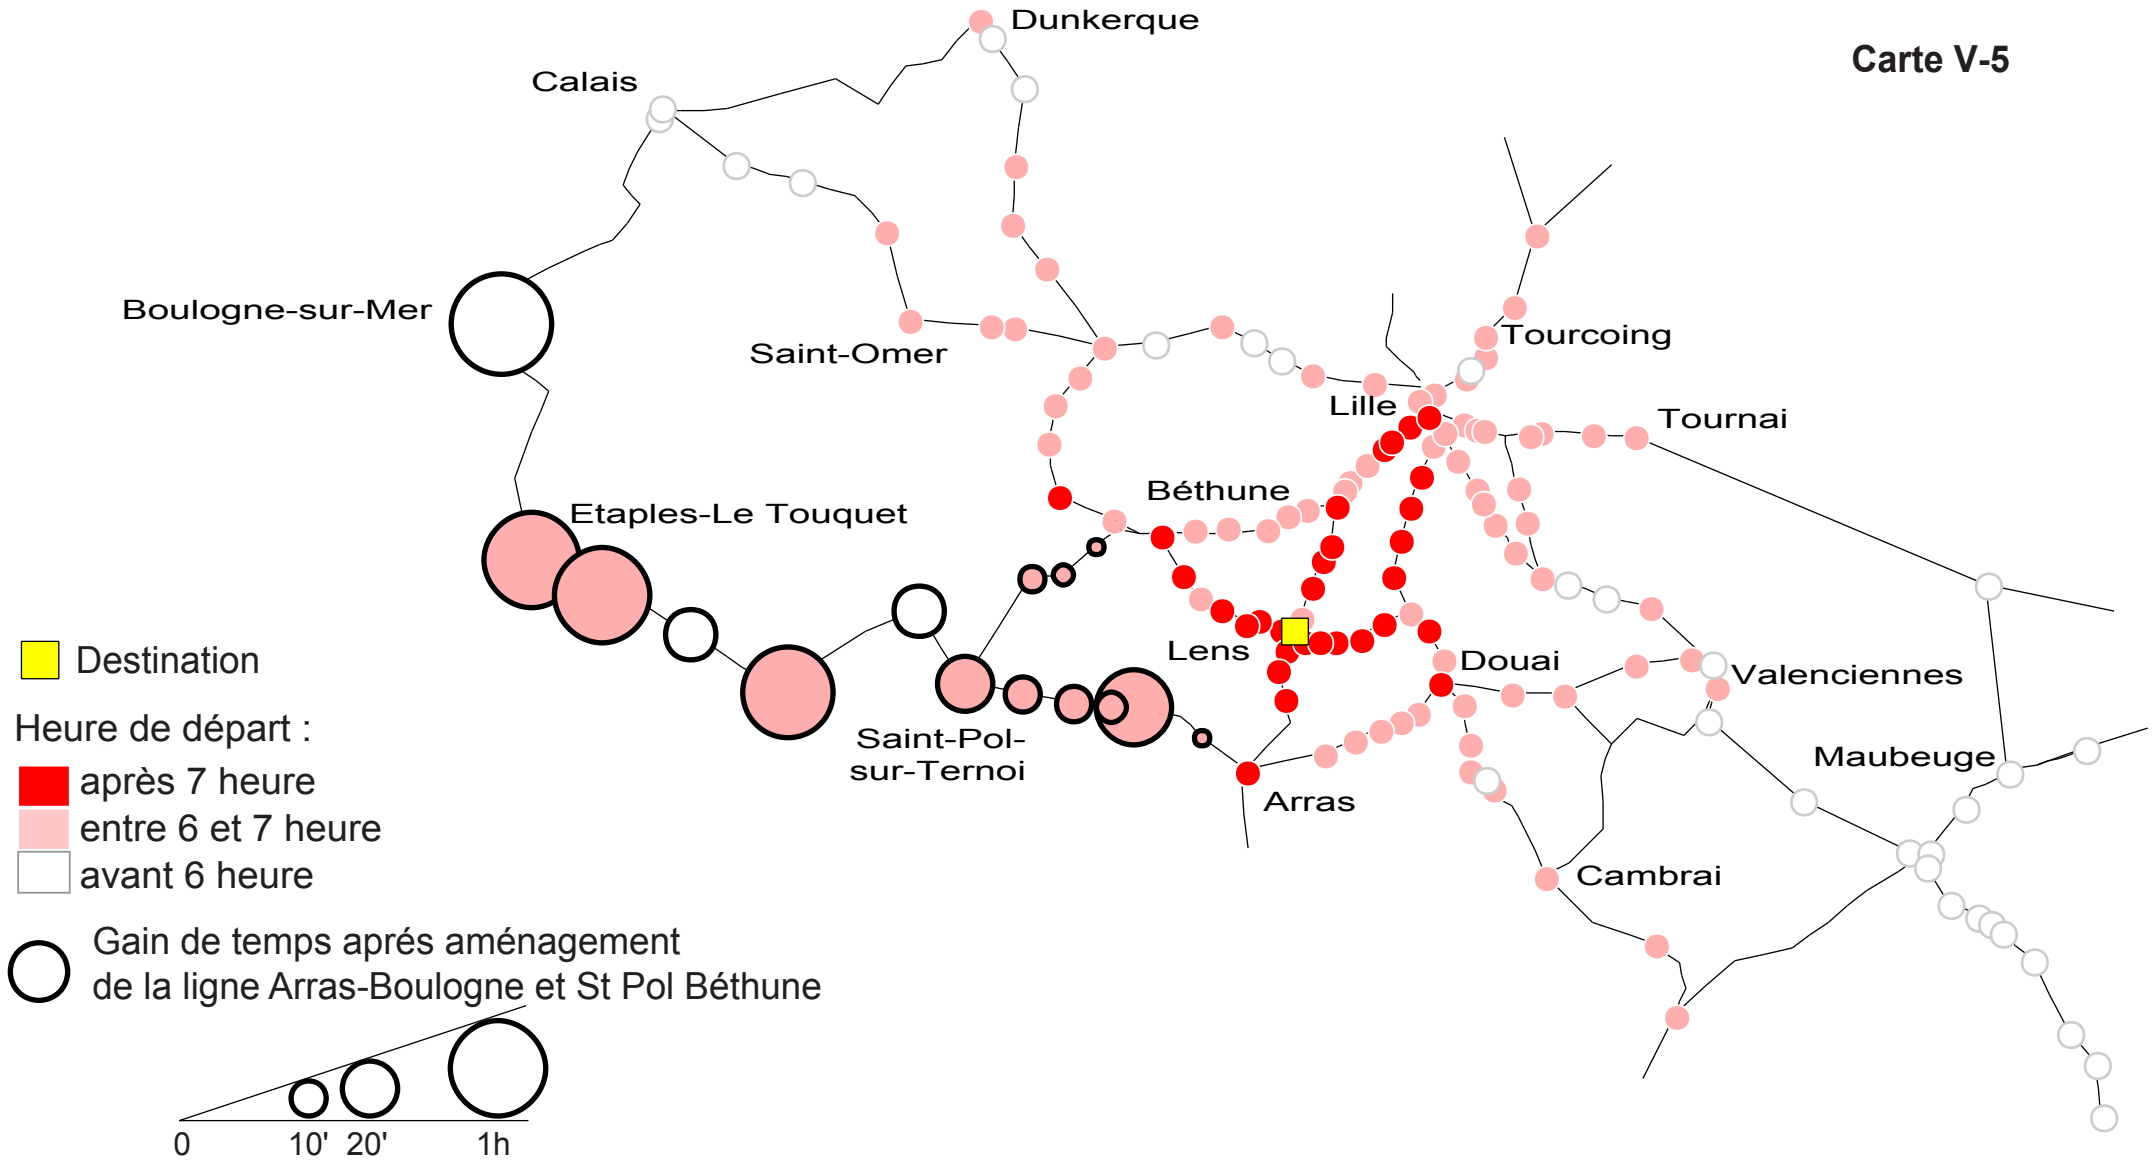 Dunkerque
Carte V-5
Calais
Boulogne-sur-Mer
Saint-Omer
Tourcoing
Lille
Tournai
Béthune
Etaples-Le Touquet
Lens
Douai
Valenciennes
Saint-Pol-
sur-Ternoi
Maubeuge
Arras
Cambrai
Destination
Heure de départ :
après 7 heure
entre 6 et 7 heure
avant 6 heure
Gain de temps aprés aménagement
de la ligne Arras-Boulogne et St Pol Béthune
0 10' 20' 1h